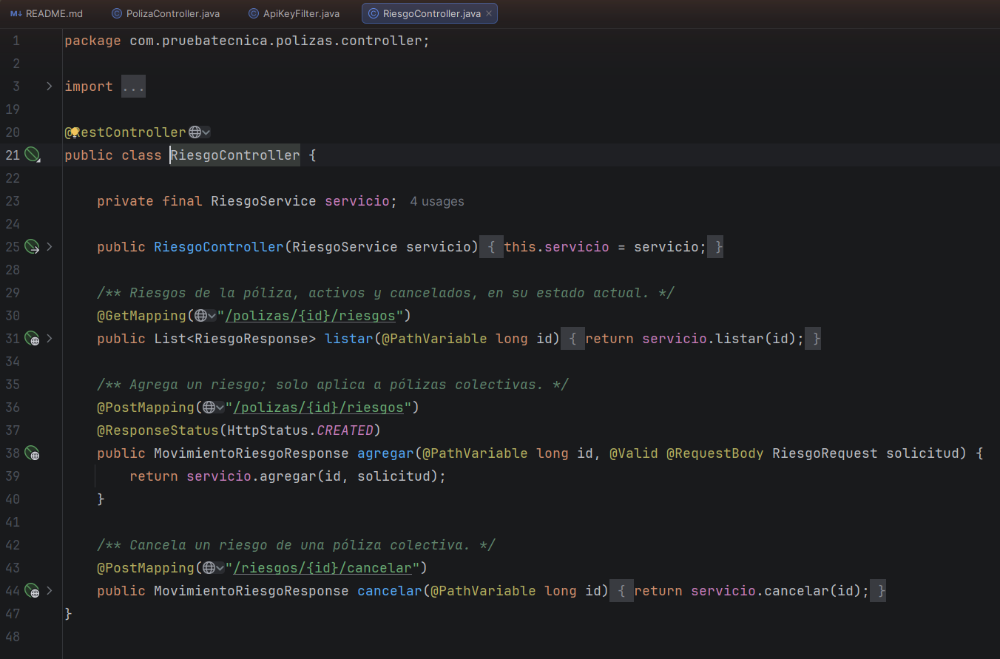 README.md PolizaController.java ApiKeyFilter.java RiesgoController.java
1 package com.pruebatecnica.polizas.controller;
2
3 import ...
19
20 @RestController
21 public class RiesgoController {
22
23 private final RiesgoService servicio; 4 usages
24
25 public RiesgoController(RiesgoService servicio) { this.servicio = servicio; }
28
29 /** Riesgos de la póliza, activos y cancelados, en su estado actual. */
30 @GetMapping("/polizas/{id}/riesgos")
31 public List<RiesgoResponse> listar(@PathVariable long id) { return servicio.listar(id); }
34
35 /** Agrega un riesgo; solo aplica a pólizas colectivas. */
36 @PostMapping("/polizas/{id}/riesgos")
37 @ResponseStatus(HttpStatus.CREATED)
38 public MovimientoRiesgoResponse agregar(@PathVariable long id, @Valid @RequestBody RiesgoRequest solicitud) {
39 return servicio.agregar(id, solicitud);
40 }
41
42 /** Cancela un riesgo de una póliza colectiva. */
43 @PostMapping("/riesgos/{id}/cancelar")
44 public MovimientoRiesgoResponse cancelar(@PathVariable long id) { return servicio.cancelar(id); }
47 }
48